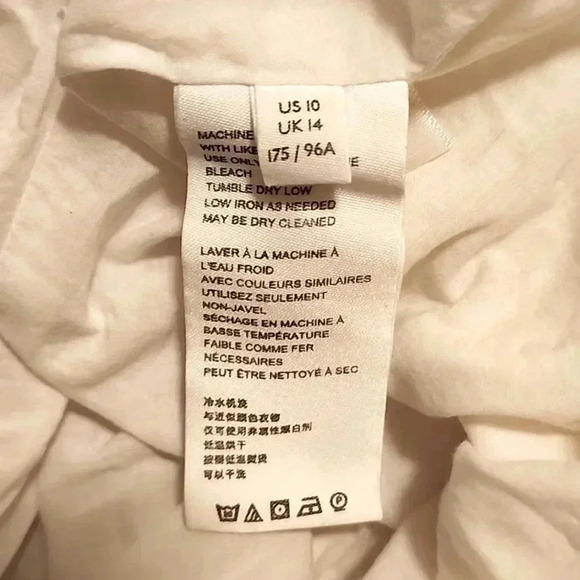 US 10
UK 14
175 / 96A
MACHINE
WITH LIKE
USE ONLY NE
BLEACH
TUMBLE DRY LOW
LOW IRON AS NEEDED
MAY BE DRY CLEANED
LAVER À LA MACHINE À
L'EAU FROID
AVEC COULEURS SIMILAIRES
UTILISEZ SEULEMENT
NON-JAVEL
SÉCHAGE EN MACHINE À
BASSE TEMPÉRATURE
FAIBLE COMME FER
NÉCESSAIRES
PEUT ÊTRE NETTOYÉ À SEC
冷水机洗
与近似颜色衣物
仅可使用非氯性漂白剂
低温烘干
按需低温熨烫
可以干洗
P